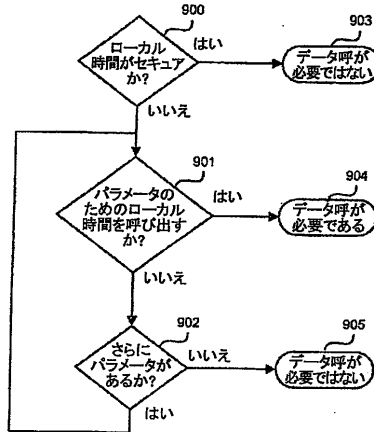 900
ローカル
時間がセキュア
か?
はい
903
データ呼が
必要ではない
いいえ
901
パラメータの
ためのローカル
時間を呼び出す
か?
はい
904
データ呼が
必要である
いいえ
902
さらに
パラメータが
あるか?
いいえ
905
データ呼が
必要ではない
はい